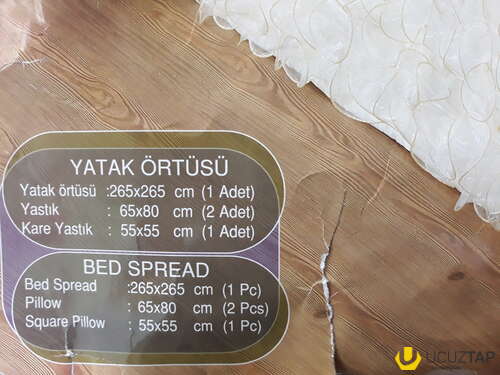 YATAK ÖRTÜSÜ
Yatak örtüsü :265x265 cm (1 Adet)
Yastık : 65x80 cm (2 Adet)
Kare Yastık : 55x55 cm (1 Adet)
BED SPREAD
Bed Spread :265x265 cm (1 Pc)
Pillow : 65x80 cm (2 Pcs)
Square Pillow : 55x55 cm (1 Pc)
UCUZTAP